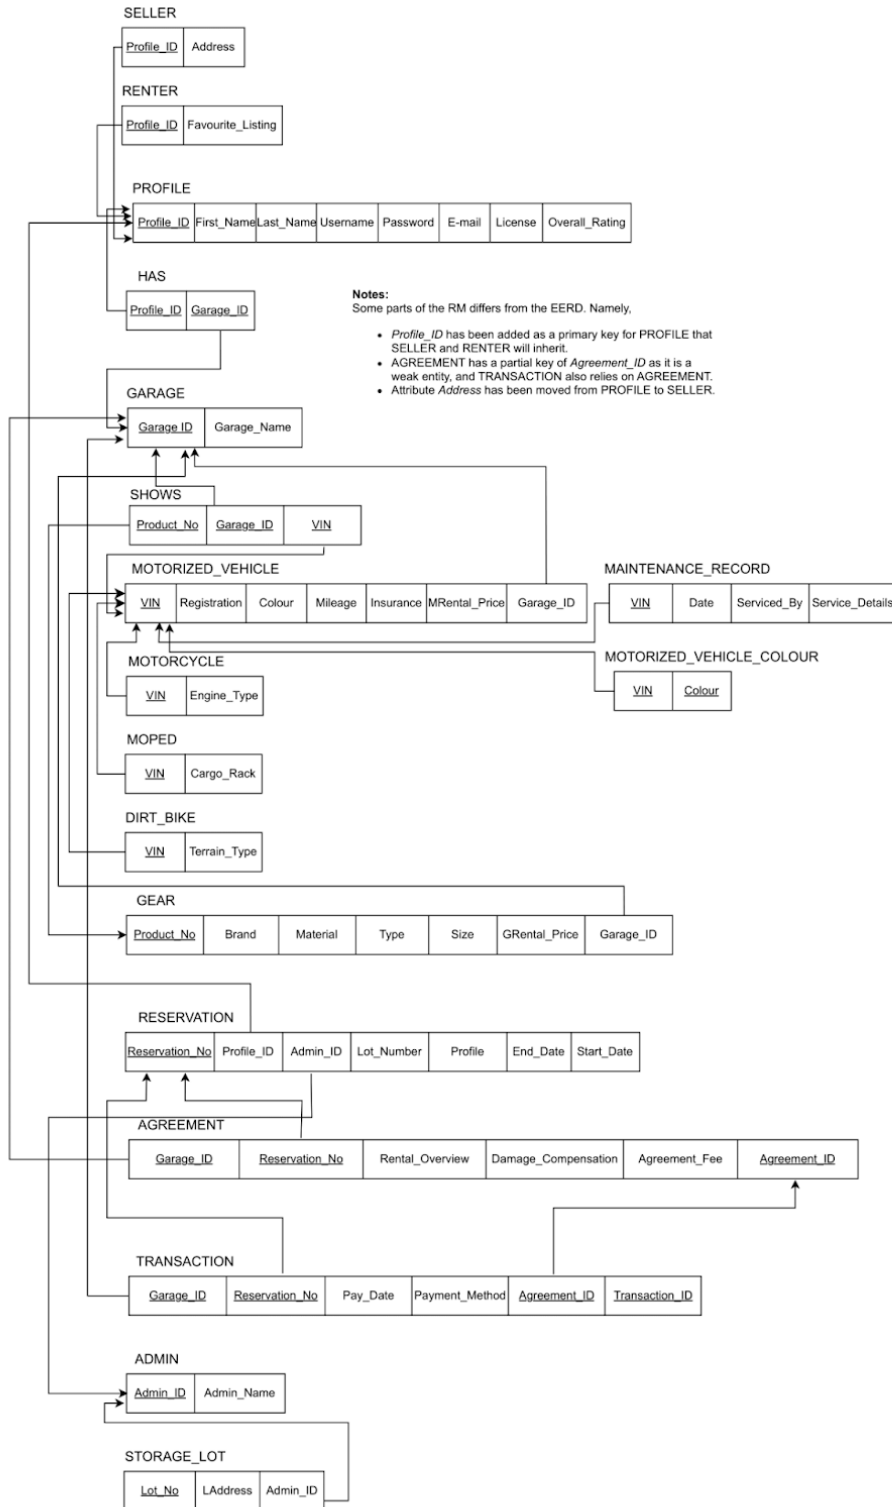 SELLER
Profile_ID Address
RENTER
Profile_ID Favourite_Listing
PROFILE
Profile_ID First_Name Last_Name Username Password E-mail License Overall_Rating
HAS
Profile_ID Garage_ID
Notes:
Some parts of the RM differs from the EERD. Namely,
• Profile_ID has been added as a primary key for PROFILE that
SELLER and RENTER will inherit.
• AGREEMENT has a partial key of Agreement_ID as it is a
weak entity, and TRANSACTION also relies on AGREEMENT.
• Attribute Address has been moved from PROFILE to SELLER.
GARAGE
Garage ID Garage_Name
SHOWS
Product_No Garage_ID VIN
MOTORIZED_VEHICLE
VIN Registration Colour Mileage Insurance MRental_Price Garage_ID
MAINTENANCE_RECORD
VIN Date Serviced_By Service_Details
MOTORCYCLE
VIN Engine_Type
MOTORIZED_VEHICLE_COLOUR
VIN Colour
MOPED
VIN Cargo_Rack
DIRT_BIKE
VIN Terrain_Type
GEAR
Product_No Brand Material Type Size GRental_Price Garage_ID
RESERVATION
Reservation_No Profile_ID Admin_ID Lot_Number Profile End_Date Start_Date
AGREEMENT
Garage_ID Reservation_No Rental_Overview Damage_Compensation Agreement_Fee Agreement_ID
TRANSACTION
Garage_ID Reservation_No Pay_Date Payment_Method Agreement_ID Transaction_ID
ADMIN
Admin_ID Admin_Name
STORAGE_LOT
Lot_No LAddress Admin_ID